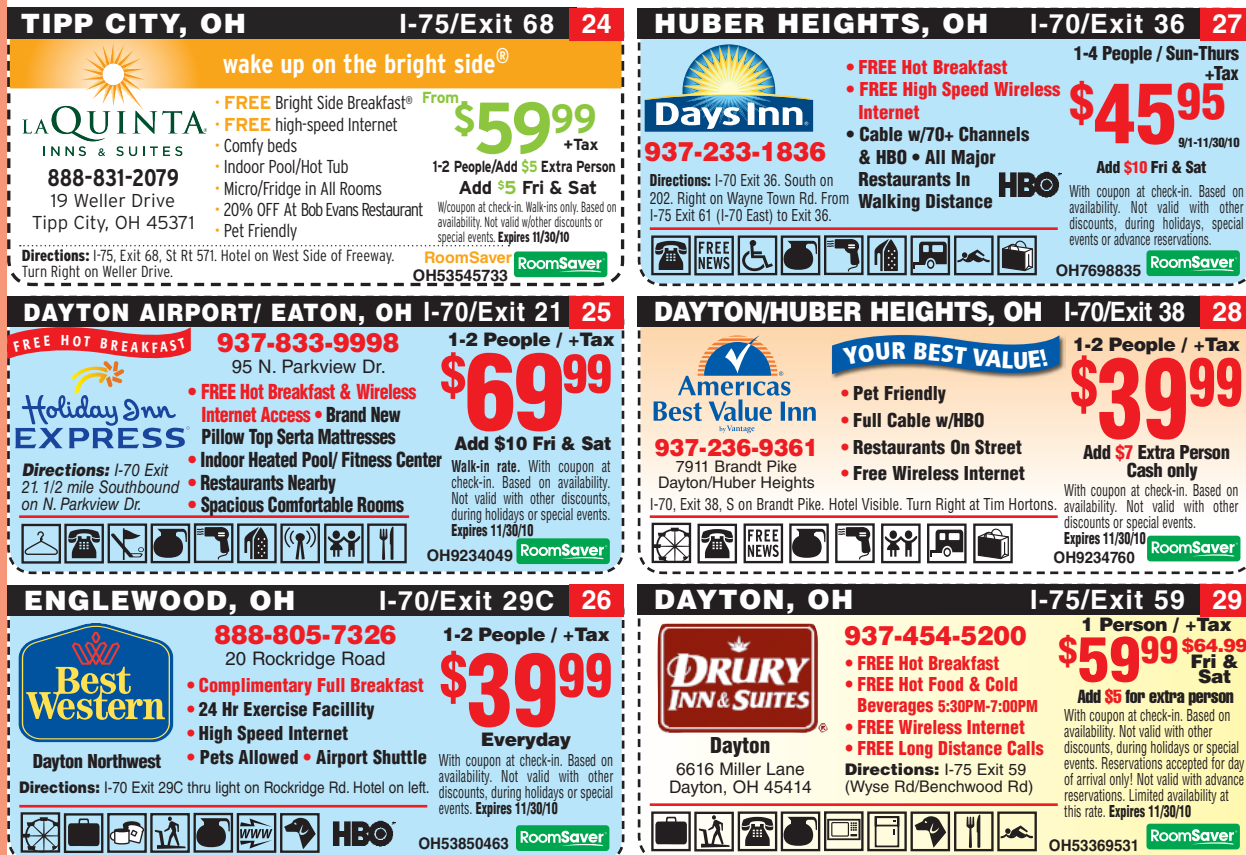 TIPP CITY, OH I-75/Exit 68 24
wake up on the bright side®
LAQUINTA®
INNS & SUITES
888-831-2079
19 Weller Drive
Tipp City, OH 45371
• FREE Bright Side Breakfast®
• FREE high-speed Internet
• Comfy beds
• Indoor Pool/Hot Tub
• Micro/Fridge in All Rooms
• 20% OFF At Bob Evans Restaurant
• Pet Friendly
From
$59 99
+Tax
1-2 People/Add $5 Extra Person
Add $5 Fri & Sat
W/coupon at check-in. Walk-ins only. Based on
availability. Not valid w/other discounts or
special events. Expires 11/30/10
Directions: I-75, Exit 68, St Rt 571. Hotel on West Side of Freeway.
Turn Right on Weller Drive.
RoomSaver
OH53545733 RoomSaver
DAYTON AIRPORT/ EATON, OH I-70/Exit 21 25
FREE HOT BREAKFAST
Holiday Inn
EXPRESS®
Directions: I-70 Exit
21. 1/2 mile Southbound
on N. Parkview Dr.
937-833-9998
95 N. Parkview Dr.
• FREE Hot Breakfast & Wireless
Internet Access • Brand New
Pillow Top Serta Mattresses
• Indoor Heated Pool/ Fitness Center
• Restaurants Nearby
• Spacious Comfortable Rooms
1-2 People / +Tax
$69 99
Add $10 Fri & Sat
Walk-in rate. With coupon at
check-in. Based on availability.
Not valid with other discounts,
during holidays or special events.
Expires 11/30/10
OH9234049 RoomSaver
ENGLEWOOD, OH I-70/Exit 29C 26
Best
Western
Dayton Northwest
888-805-7326
20 Rockridge Road
• Complimentary Full Breakfast
• 24 Hr Exercise Facillity
• High Speed Internet
• Pets Allowed • Airport Shuttle
1-2 People / +Tax
$39 99
Everyday
With coupon at check-in. Based on
availability. Not valid with other
discounts, during holidays or special
events. Expires 11/30/10
Directions: I-70 Exit 29C thru light on Rockridge Rd. Hotel on left.
WWW
HBO
OH53850463 RoomSaver
HUBER HEIGHTS, OH I-70/Exit 36 27
Days Inn
937-233-1836
Directions: I-70 Exit 36. South on
202. Right on Wayne Town Rd. From
I-75 Exit 61 (I-70 East) to Exit 36.
• FREE Hot Breakfast
• FREE High Speed Wireless
Internet
• Cable w/70+ Channels
& HBO • All Major
Restaurants In
Walking Distance
HBO
1-4 People / Sun-Thurs
+Tax
$45 95
9/1-11/30/10
Add $10 Fri & Sat
With coupon at check-in. Based on
availability. Not valid with other
discounts, during holidays, special
events or advance reservations.
FREE
NEWS
OH7698835 RoomSaver
DAYTON/HUBER HEIGHTS, OH I-70/Exit 38 28
Americas
Best Value Inn
by Vantage
937-236-9361
7911 Brandt Pike
Dayton/Huber Heights
YOUR BEST VALUE!
• Pet Friendly
• Full Cable w/HBO
• Restaurants On Street
• Free Wireless Internet
1-2 People / +Tax
$39 99
Add $7 Extra Person
Cash only
With coupon at check-in. Based on
availability. Not valid with other
discounts or special events.
Expires 11/30/10
I-70, Exit 38, S on Brandt Pike. Hotel Visible. Turn Right at Tim Hortons.
FREE
NEWS
OH9234760 RoomSaver
DAYTON, OH I-75/Exit 59 29
DRURY
INN & SUITES®
Dayton
6616 Miller Lane
Dayton, OH 45414
937-454-5200
• FREE Hot Breakfast
• FREE Hot Food & Cold
Beverages 5:30PM-7:00PM
• FREE Wireless Internet
• FREE Long Distance Calls
Directions: I-75 Exit 59
(Wyse Rd/Benchwood Rd)
1 Person / +Tax
$59 99 $64.99
Fri &
Sat
Add $5 for extra person
With coupon at check-in. Based on
availability. Not valid with other
discounts, during holidays or special
events. Reservations accepted for day
of arrival only! Not valid with advance
reservations. Limited availability at
this rate. Expires 11/30/10
OH53369531 RoomSaver